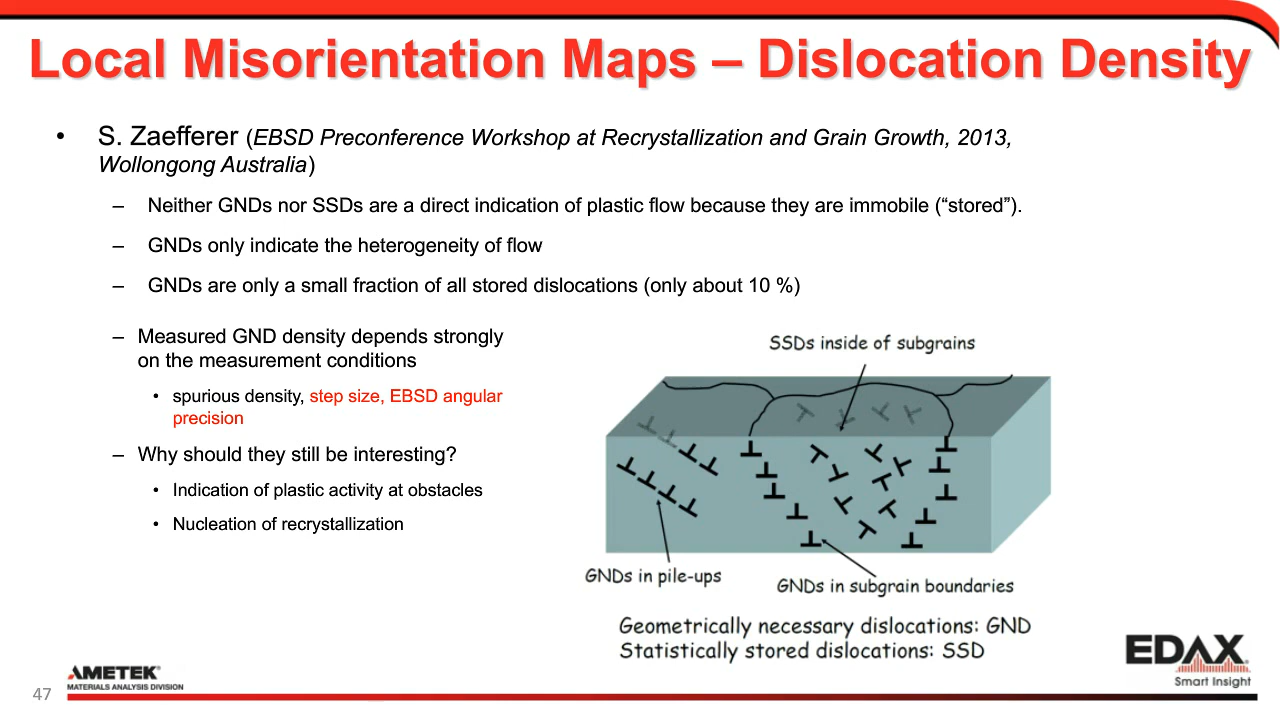 Local Misorientation Maps – Dislocation Density
• S. Zaefferer (EBSD Preconference Workshop at Recrystallization and Grain Growth, 2013,
Wollongong Australia)
– Neither GNDs nor SSDs are a direct indication of plastic flow because they are immobile (“stored”).
– GNDs only indicate the heterogeneity of flow
– GNDs are only a small fraction of all stored dislocations (only about 10 %)
– Measured GND density depends strongly
on the measurement conditions
• spurious density, step size, EBSD angular
precision
– Why should they still be interesting?
• Indication of plastic activity at obstacles
• Nucleation of recrystallization
SSDs inside of subgrains
GNDs in pile-ups
GNDs in subgrain boundaries
Geometrically necessary dislocations: GND
Statistically stored dislocations: SSD
47
AMETEK®
MATERIALS ANALYSIS DIVISION
EDAX
Smart Insight